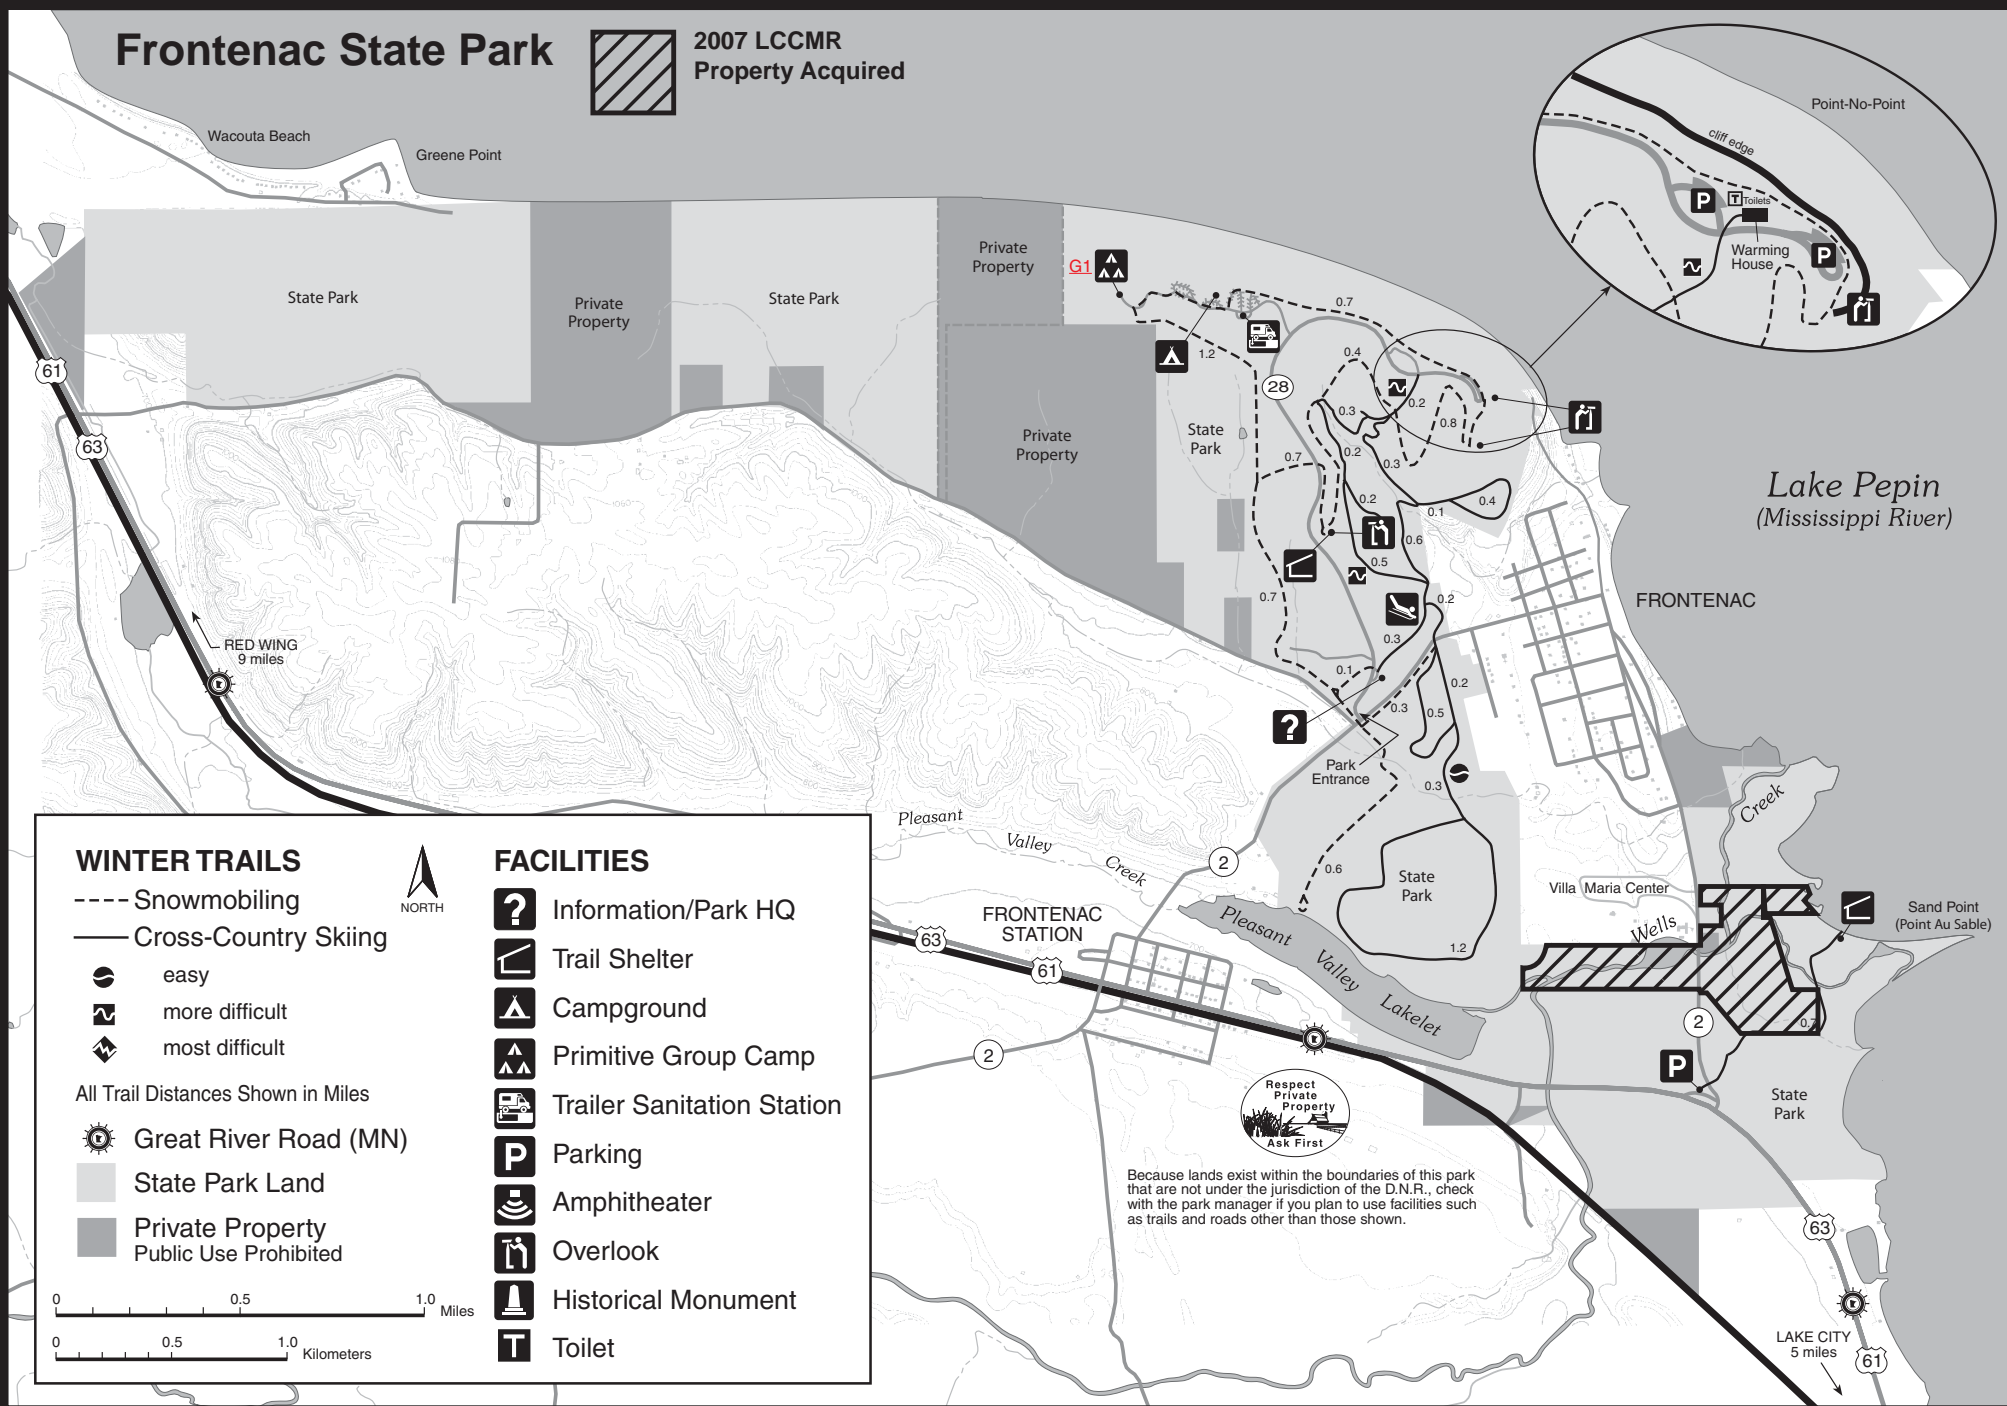 Frontenac State Park
2007 LCCMR
Property Acquired
Wacouta Beach
Greene Point
Point-No-Point
cliff edge
P
T
Toilets
Warming
House
P
State Park
Private
Property
State Park
Private
Property
G1
0.7
1.2
28
0.4
0.2
0.3
0.8
Private
Property
State
Park
0.7
0.2
0.3
0.2
0.4
0.1
0.6
0.5
0.7
0.2
0.3
0.1
0.2
0.3
0.5
0.3
0.6
1.2
61
63
RED WING
9 miles
Lake Pepin
(Mississippi River)
FRONTENAC
?
Park
Entrance
State
Park
Pleasant
Valley
Creek
2
FRONTENAC
STATION
63
61
2
Pleasant
Valley
Lakelet
Villa Maria Center
Wells
Creek
Sand Point
(Point Au Sable)
2
0.7
P
State
Park
63
61
LAKE CITY
5 miles
Respect
Private
Property
Ask First
Because lands exist within the boundaries of this park
that are not under the jurisdiction of the D.N.R., check
with the park manager if you plan to use facilities such
as trails and roads other than those shown.
WINTER TRAILS
Snowmobiling
Cross-Country Skiing
easy
more difficult
most difficult
All Trail Distances Shown in Miles
Great River Road (MN)
State Park Land
Private Property
Public Use Prohibited
0 0.5 1.0 Miles
0 0.5 1.0 Kilometers
NORTH
FACILITIES
? Information/Park HQ
Trail Shelter
Campground
Primitive Group Camp
Trailer Sanitation Station
P Parking
Amphitheater
Overlook
Historical Monument
T Toilet